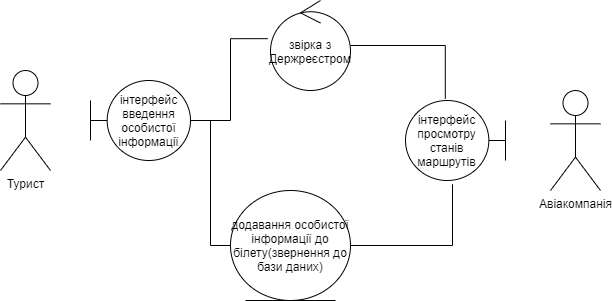 звірка з
Держреєстром
інтерфейс
введення
особистої
інформації
інтерфейс
просмотру
станів
маршрутів
Турист
Авіакомпанія
додавання особистої
інформації до
білету(звернення до
бази даних)